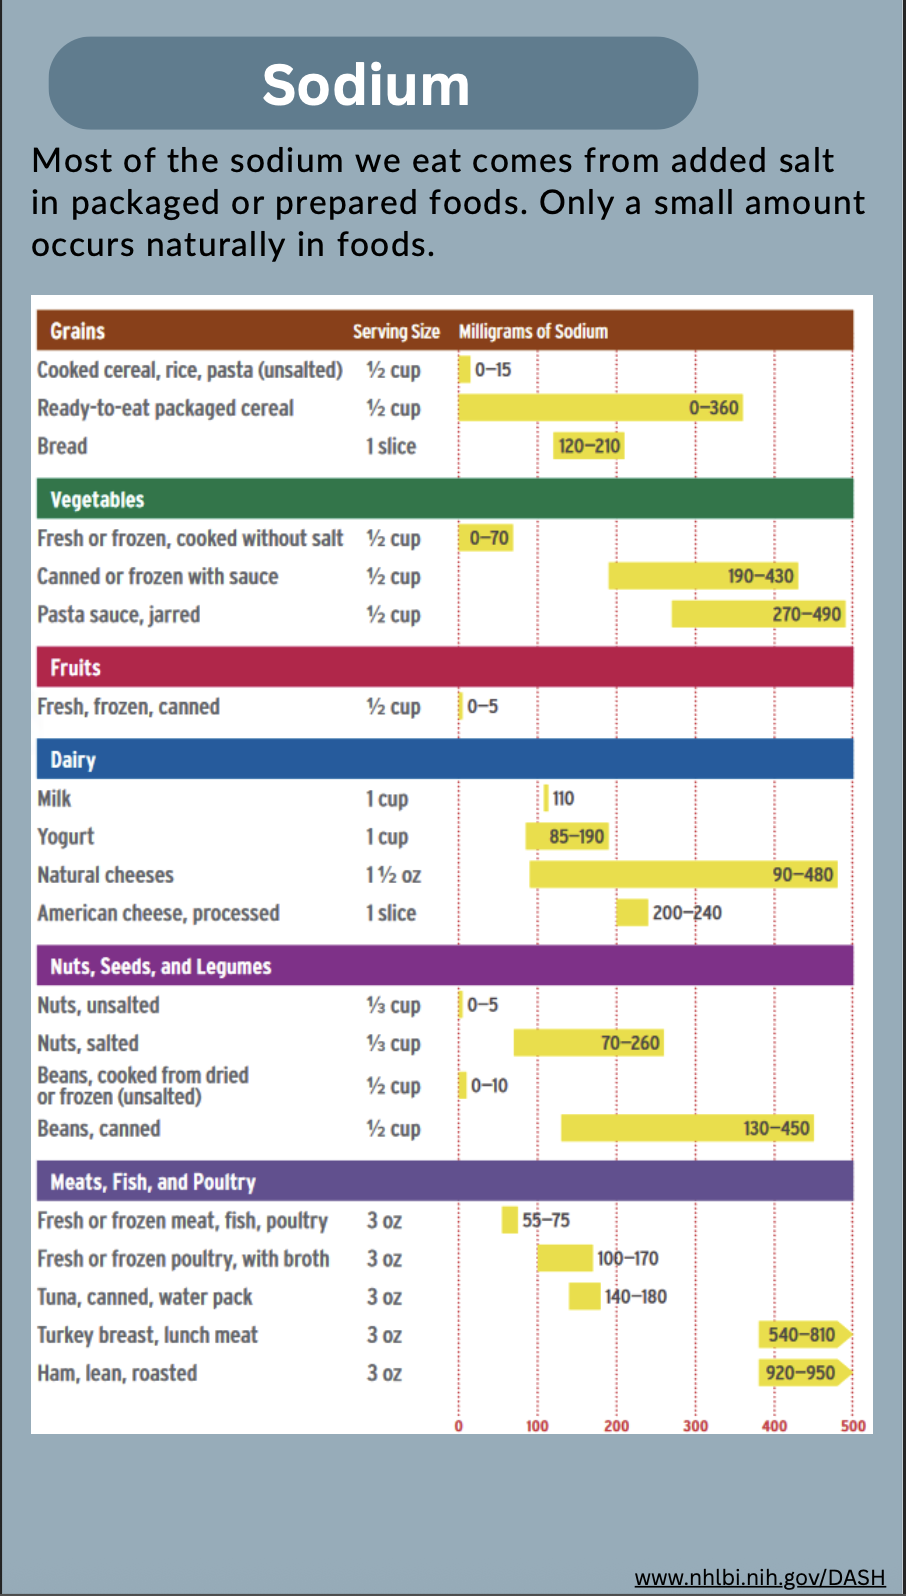 Sodium
Most of the sodium we eat comes from added salt
in packaged or prepared foods. Only a small amount
occurs naturally in foods.
Grains Serving Size Milligrams of Sodium
Cooked cereal, rice, pasta (unsalted) ½ cup 0–15
Ready-to-eat packaged cereal ½ cup 0–360
Bread 1 slice 120–210
Vegetables
Fresh or frozen, cooked without salt ½ cup 0–70
Canned or frozen with sauce ½ cup 190–430
Pasta sauce, jarred ½ cup 270–490
Fruits
Fresh, frozen, canned ½ cup 0–5
Dairy
Milk 1 cup 110
Yogurt 1 cup 85–190
Natural cheeses 1 ½ oz 90–480
American cheese, processed 1 slice 200–240
Nuts, Seeds, and Legumes
Nuts, unsalted ⅓ cup 0–5
Nuts, salted ⅓ cup 70–260
Beans, cooked from dried
or frozen (unsalted) ½ cup 0–10
Beans, canned ½ cup 130–450
Meats, Fish, and Poultry
Fresh or frozen meat, fish, poultry 3 oz 55–75
Fresh or frozen poultry, with broth 3 oz 100–170
Tuna, canned, water pack 3 oz 140–180
Turkey breast, lunch meat 3 oz 540–810
Ham, lean, roasted 3 oz 920–950
0 100 200 300 400 500
www.nhlbi.nih.gov/DASH